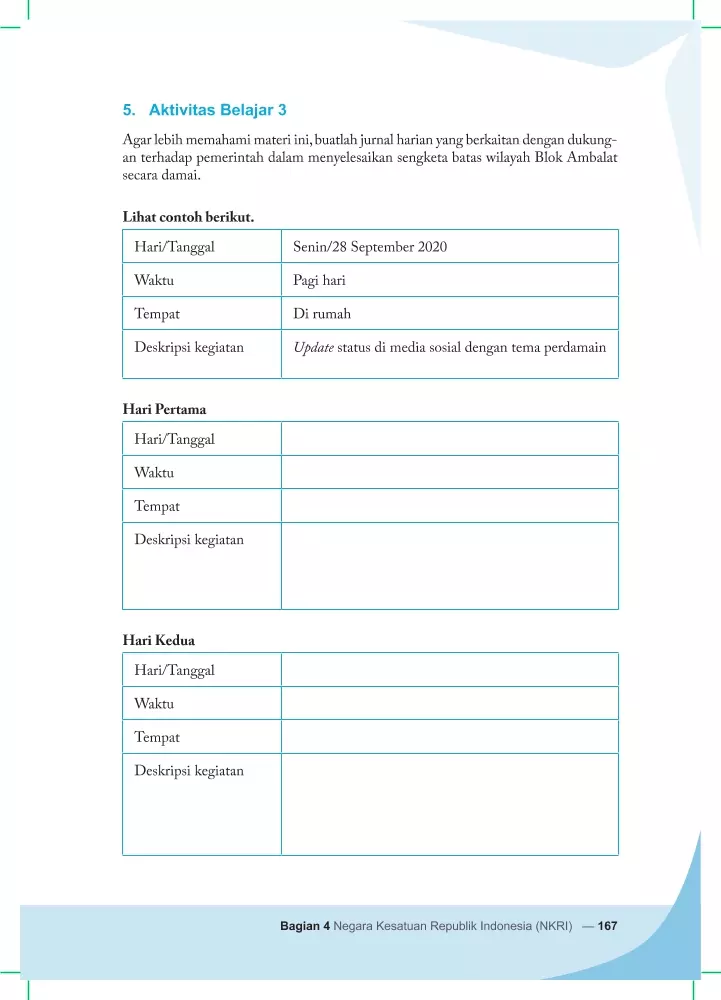 5. Aktivitas Belajar 3
Agar lebih memahami materi ini, buatlah jurnal harian yang berkaitan dengan dukung-
an terhadap pemerintah dalam menyelesaikan sengketa batas wilayah Blok Ambalat
secara damai.
Lihat contoh berikut.
Hari/Tanggal Senin/28 September 2020
Waktu Pagi hari
Tempat Di rumah
Deskripsi kegiatan Update status di media sosial dengan tema perdamain
Hari Pertama
Hari/Tanggal
Waktu
Tempat
Deskripsi kegiatan
Hari Kedua
Hari/Tanggal
Waktu
Tempat
Deskripsi kegiatan
Bagian 4 Negara Kesatuan Republik Indonesia (NKRI) — 167